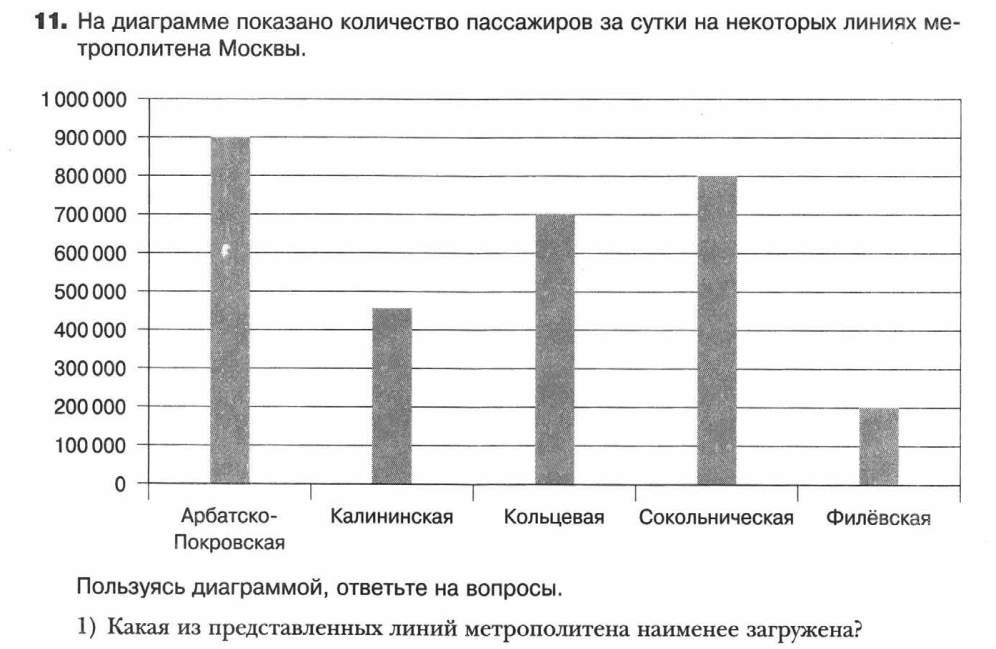 11. На диаграмме показано количество пассажиров за сутки на некоторых линиях ме-
трополитена Москвы.
1 000 000
900 000
800 000
700 000
600 000
500 000
400 000
300 000
200 000
100 000
0
Арбатско-
Покровская
Калининская
Кольцевая
Сокольническая
Филёвская
Пользуясь диаграммой, ответьте на вопросы.
1) Какая из представленных линий метрополитена наименее загружена?